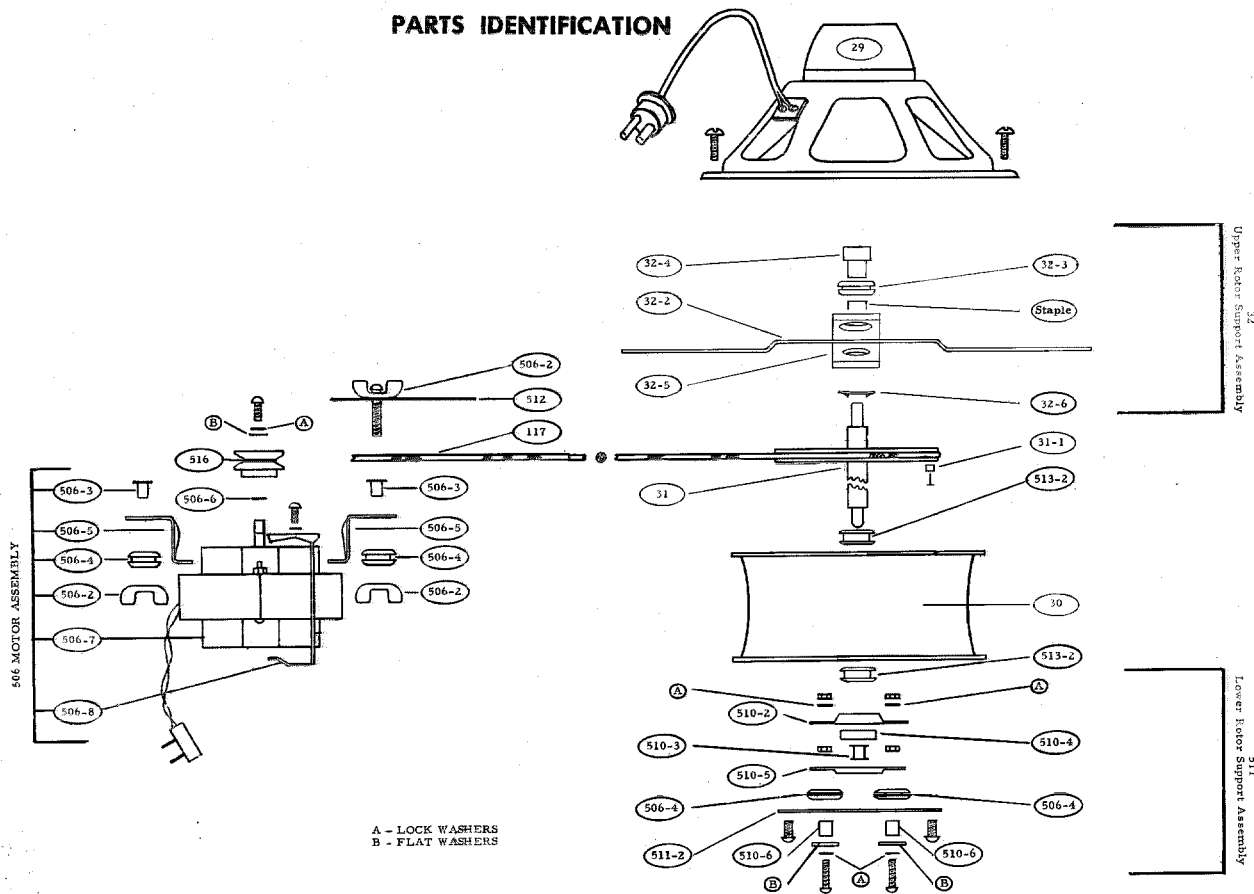 PARTS IDENTIFICATION
29
32-4
32-3
32-2
Staple
32-5
32-6
32
Upper Rotor Support Assembly
506-2
512
B
A
117
516
31-1
31
513-2
506-3
506-6
506-3
506-5
506-5
506-4
506-4
506-2
506-2
506-7
506-8
506 MOTOR ASSEMBLY
30
513-2
A
A
510-2
510-3
510-4
510-5
506-4
506-4
511-2
510-6
510-6
B
A
B
511
Lower Rotor Support Assembly
A - LOCK WASHERS
B - FLAT WASHERS